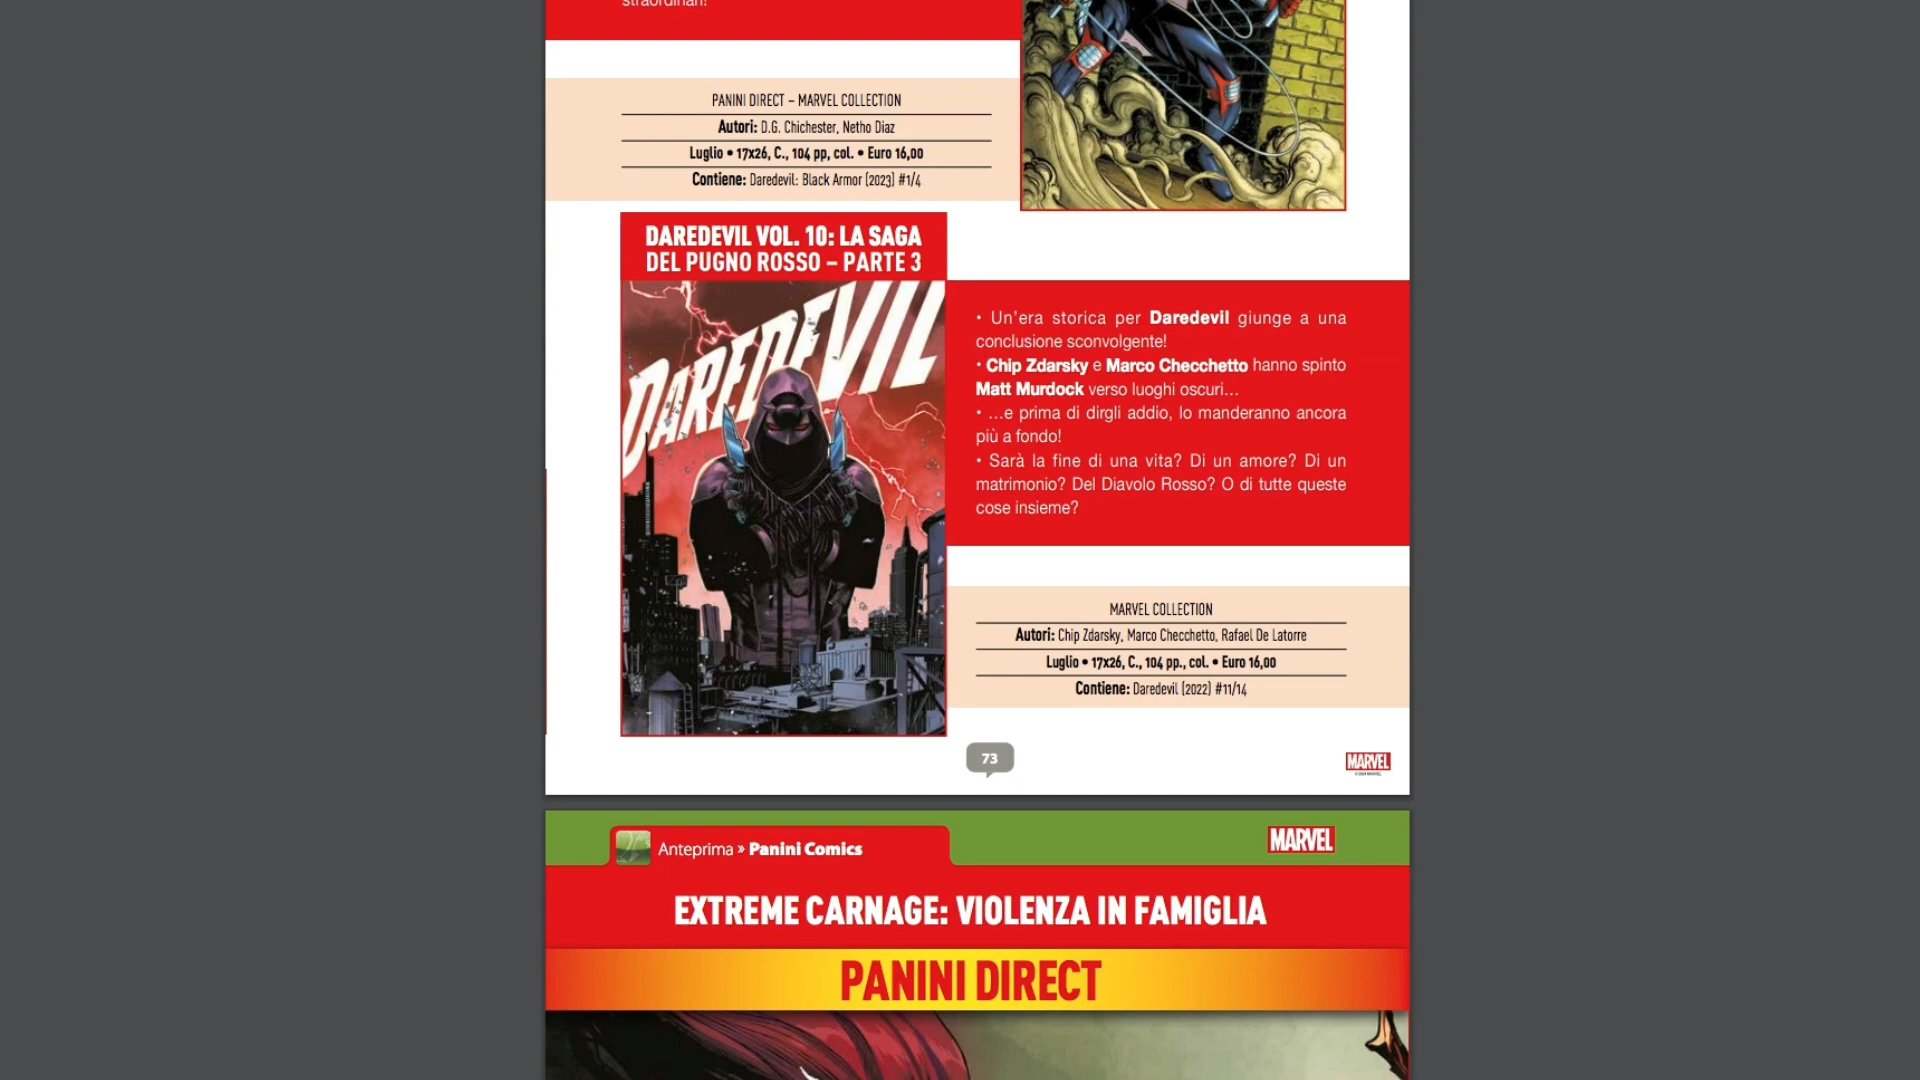 straordinari!
PANINI DIRECT – MARVEL COLLECTION
Autori: D.G. Chichester, Netho Diaz
Luglio • 17x26, C., 104 pp, col. • Euro 16,00
Contiene: Daredevil: Black Armor (2023) #1/4
DAREDEVIL VOL. 10: LA SAGA
DEL PUGNO ROSSO – PARTE 3
DAREDEVIL
• Un'era storica per Daredevil giunge a una
conclusione sconvolgente!
• Chip Zdarsky e Marco Checchetto hanno spinto
Matt Murdock verso luoghi oscuri...
• ...e prima di dirgli addio, lo manderanno ancora
più a fondo!
• Sarà la fine di una vita? Di un amore? Di un
matrimonio? Del Diavolo Rosso? O di tutte queste
cose insieme?
MARVEL COLLECTION
Autori: Chip Zdarsky, Marco Checchetto, Rafael De Latorre
Luglio • 17x26, C., 104 pp., col. • Euro 16,00
Contiene: Daredevil (2022) #11/14
73
MARVEL
Anteprima » Panini Comics
MARVEL
EXTREME CARNAGE: VIOLENZA IN FAMIGLIA
PANINI DIRECT